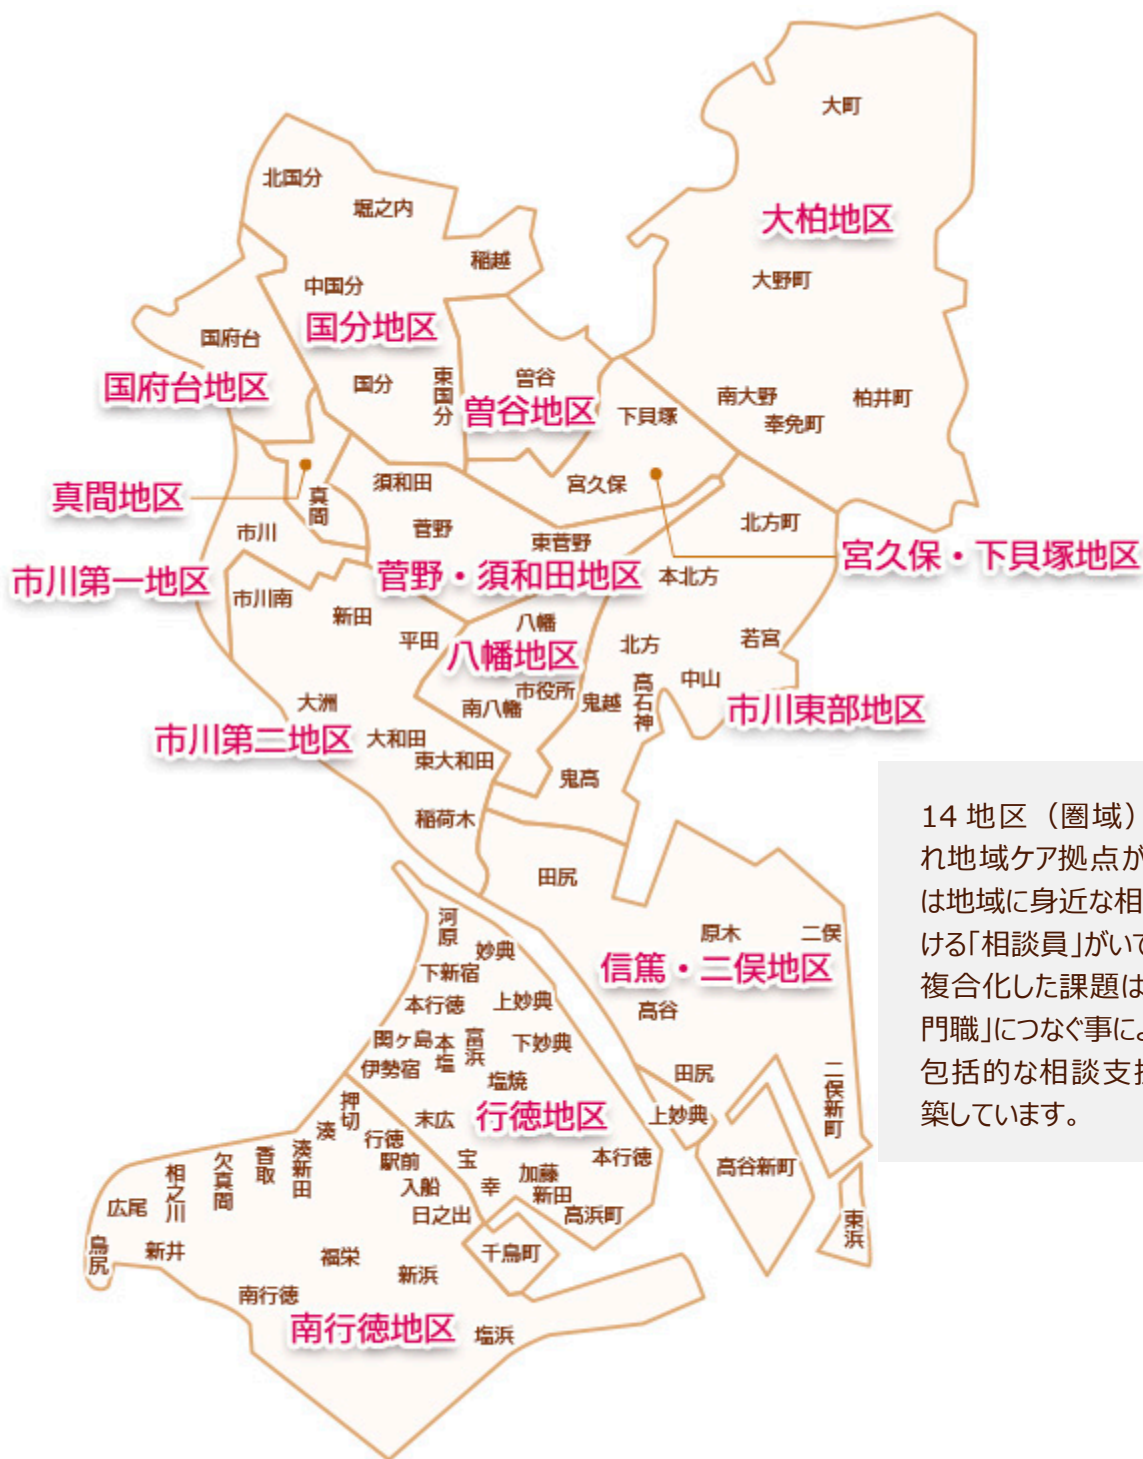 大町
北国分
堀之内
大柏地区
稲越
大野町
中国分
国分地区
国府台
国府台地区
国分
東国分
曽谷
曽谷地区
下貝塚
南大野
奉免町
柏井町
真間地区
真間
須和田
宮久保
市川
菅野
東菅野
北方町
宮久保・下貝塚地区
市川第一地区
菅野・須和田地区
本北方
市川南
新田
平田
八幡
八幡地区
北方
若宮
市役所
南八幡
鬼越
高石神
中山
市川東部地区
大洲
市川第二地区
大和田
東大和田
鬼高
稲荷木
14 地区（圏域）
れ地域ケア拠点が
は地域に身近な相
ける「相談員」がいて
複合化した課題は
門職」につなぐ事によ
包括的な相談支援
築しています。
田尻
原木
二俣
信篤・二俣地区
高谷
田尻
二俣新町
上妙典
高谷新町
東浜
河原
妙典
下新宿
本行徳
上妙典
関ヶ島
本塩
富浜
下妙典
伊勢宿
塩焼
行徳地区
押切
末広
湊
行徳
駅前
宝
幸
加藤
新田
本行徳
高浜町
湊新田
香取
欠真間
相之川
広尾
島尻
新井
入船
日之出
千鳥町
福栄
新浜
南行徳
南行徳地区
塩浜